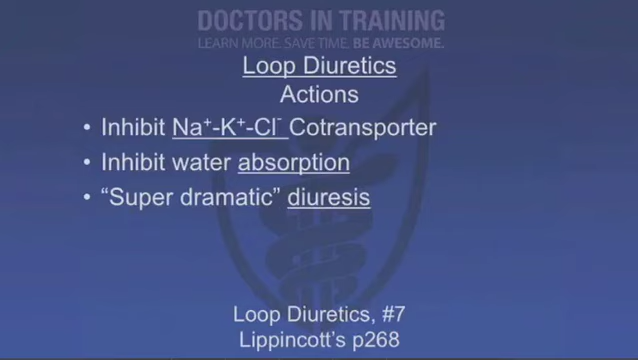 DOCTORS IN TRAINING
LEARN MORE. SAVE TIME. BE AWESOME.
Loop Diuretics
Actions
• Inhibit Na⁺-K⁺-Cl⁻ Cotransporter
• Inhibit water absorption
• “Super dramatic” diuresis
Loop Diuretics, #7
Lippincott’s p268